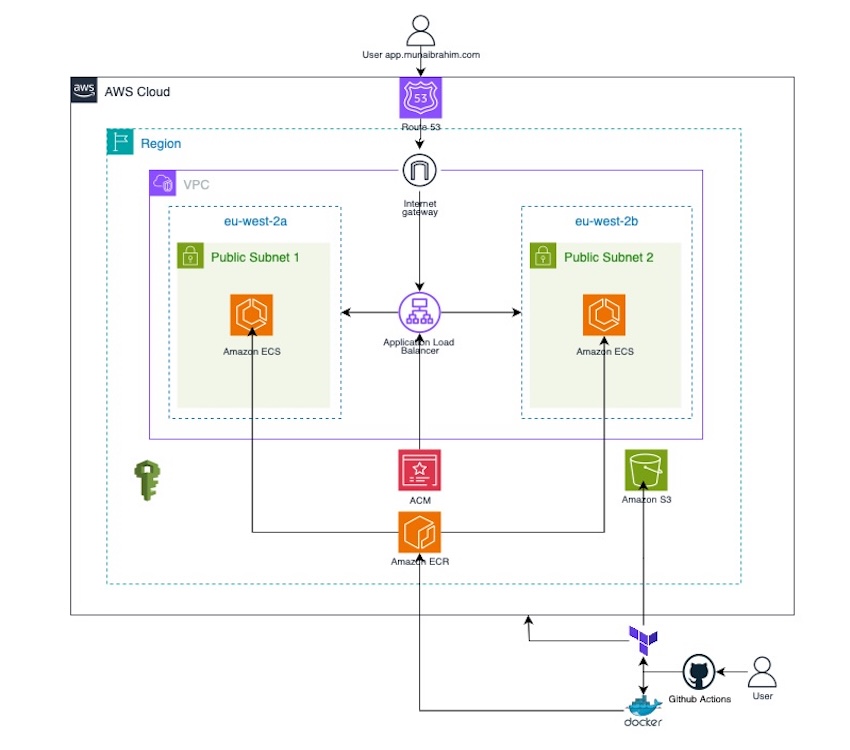 User app.munaibrahim.com
aws
AWS Cloud
53
Route 53
Region
VPC
Internet
gateway
eu-west-2a
eu-west-2b
Public Subnet 1
Public Subnet 2
Amazon ECS
Application Load
Balancer
Amazon ECS
ACM
Amazon S3
Amazon ECR
Github Actions
User
docker